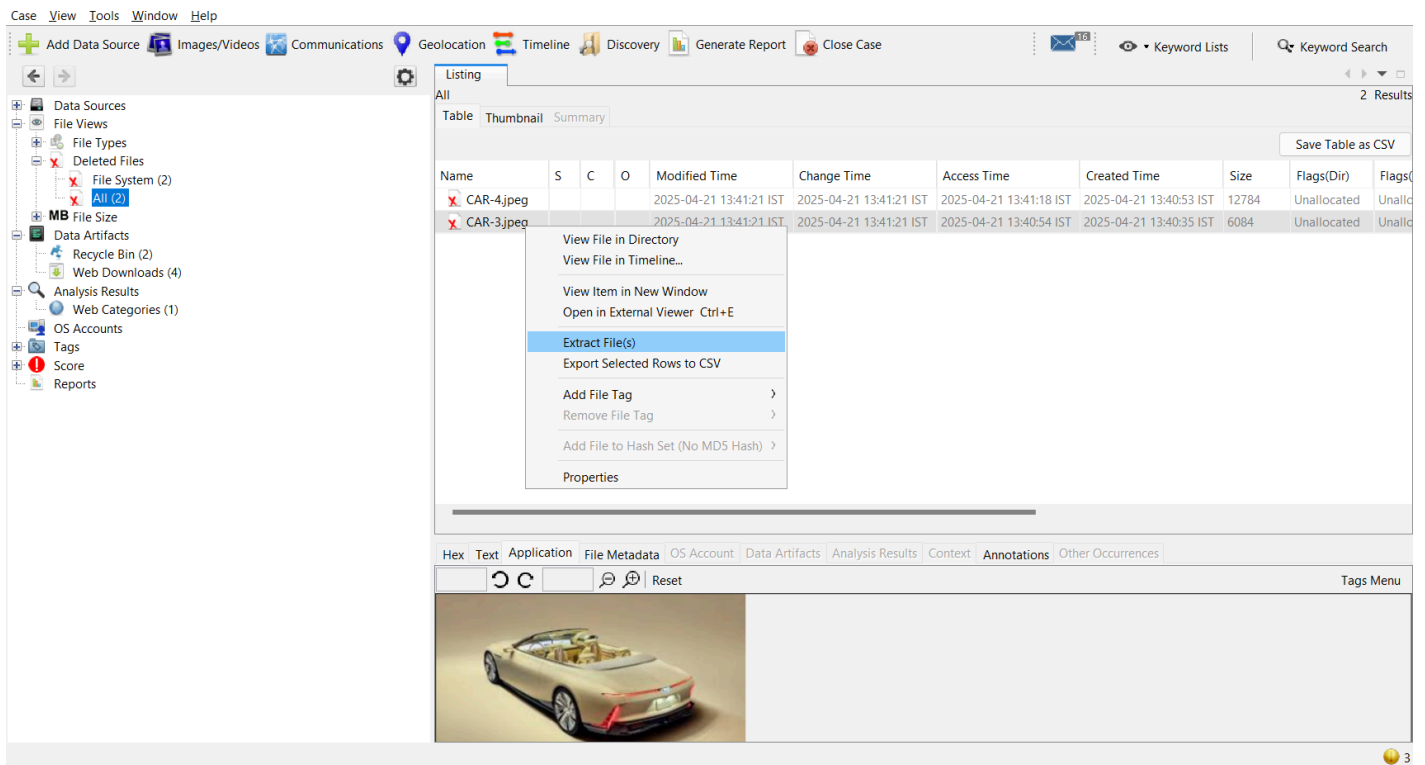 Case View Tools Window Help
Add Data Source Images/Videos Communications Geolocation Timeline Discovery Generate Report Close Case 16 Keyword Lists Keyword Search
Listing
All 2 Results
Table Thumbnail Summary
Save Table as CSV
Data Sources
File Views
File Types
Deleted Files
File System (2)
All (2)
MB File Size
Data Artifacts
Recycle Bin (2)
Web Downloads (4)
Analysis Results
Web Categories (1)
OS Accounts
Tags
Score
Reports
Name S C O Modified Time Change Time Access Time Created Time Size Flags(Dir) Flags(
CAR-4.jpeg 2025-04-21 13:41:21 IST 2025-04-21 13:41:21 IST 2025-04-21 13:41:18 IST 2025-04-21 13:40:53 IST 12784 Unallocated Unallc
CAR-3.jpeg 2025-04-21 13:41:21 IST 2025-04-21 13:41:21 IST 2025-04-21 13:40:54 IST 2025-04-21 13:40:35 IST 6084 Unallocated Unallc
View File in Directory
View File in Timeline...
View Item in New Window
Open in External Viewer Ctrl+E
Extract File(s)
Export Selected Rows to CSV
Add File Tag
Remove File Tag
Add File to Hash Set (No MD5 Hash)
Properties
Hex Text Application File Metadata OS Account Data Artifacts Analysis Results Context Annotations Other Occurrences
Reset Tags Menu
3